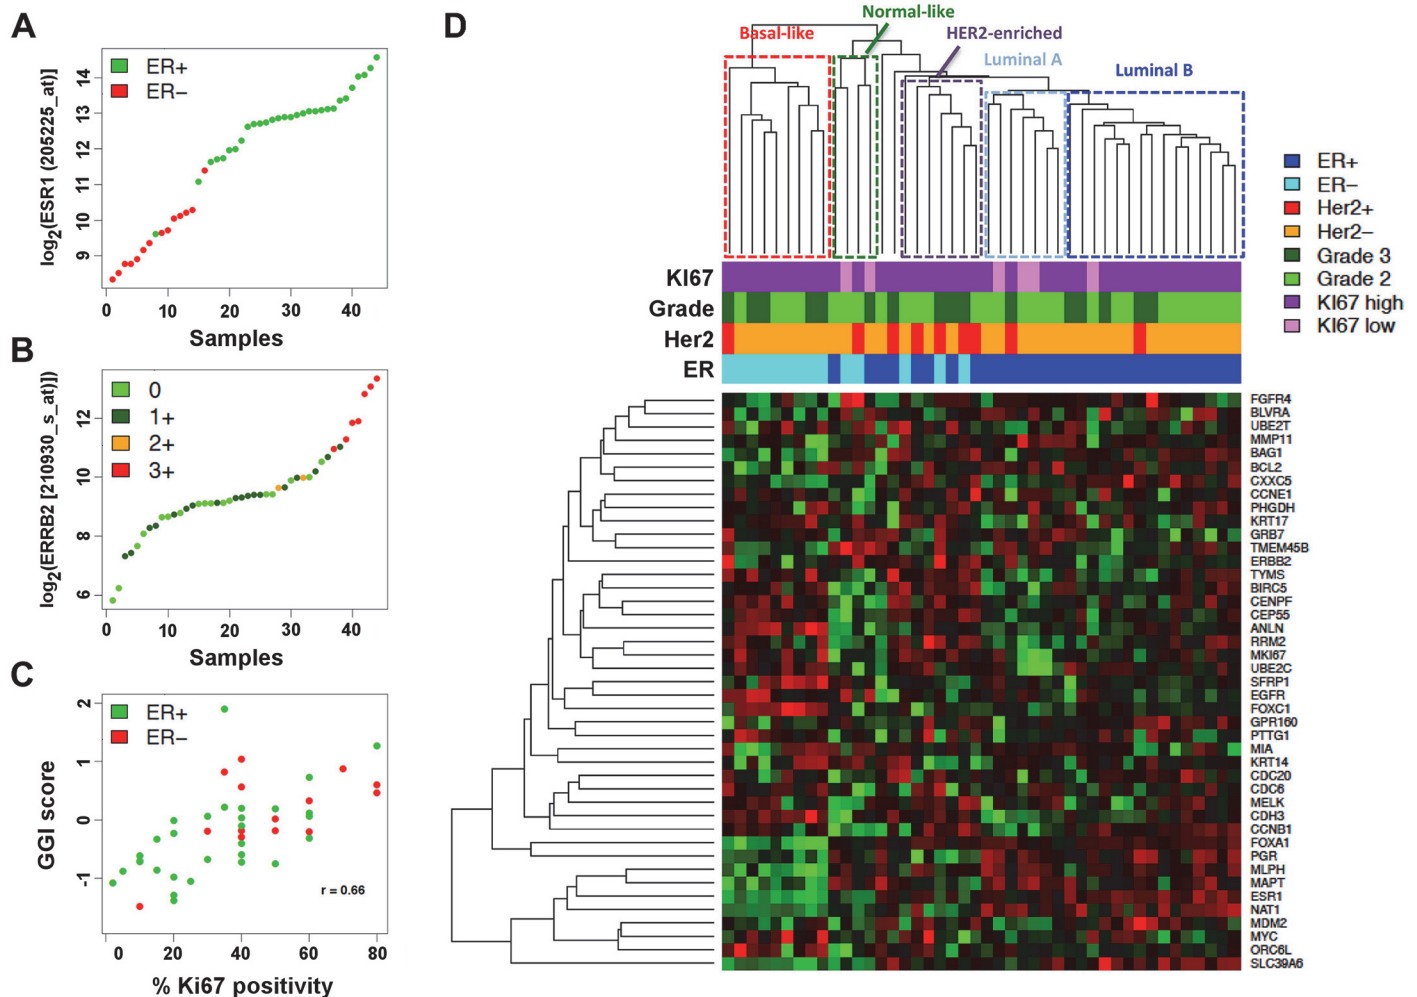 A
ER+
ER−
log2(ESR1 (205225_at)]
14
13
12
11
10
9
0 10 20 30 40
Samples
B
0
1+
2+
3+
log2(ERRB2 [210930_s_at)])
12
10
8
6
0 10 20 30 40
Samples
C
ER+
ER−
GGI score
2
1
0
-1
r = 0.66
0 20 40 60 80
% Ki67 positivity
D
Normal-like
Basal-like
HER2-enriched
Luminal A
Luminal B
ER+
ER−
Her2+
Her2−
Grade 3
Grade 2
KI67 high
KI67 low
KI67
Grade
Her2
ER
FGFR4
BLVRA
UBE2T
MMP11
BAG1
BCL2
CXXC5
CCNE1
PHGDH
KRT17
GRB7
TMEM45B
ERBB2
TYMS
BIRC5
CENPF
CEP55
ANLN
RRM2
MKI67
UBE2C
SFRP1
EGFR
FOXC1
GPR160
PTTG1
MIA
KRT14
CDC20
CDC6
MELK
CDH3
CCNB1
FOXA1
PGR
MLPH
MAPT
ESR1
NAT1
MDM2
MYC
ORC6L
SLC39A6